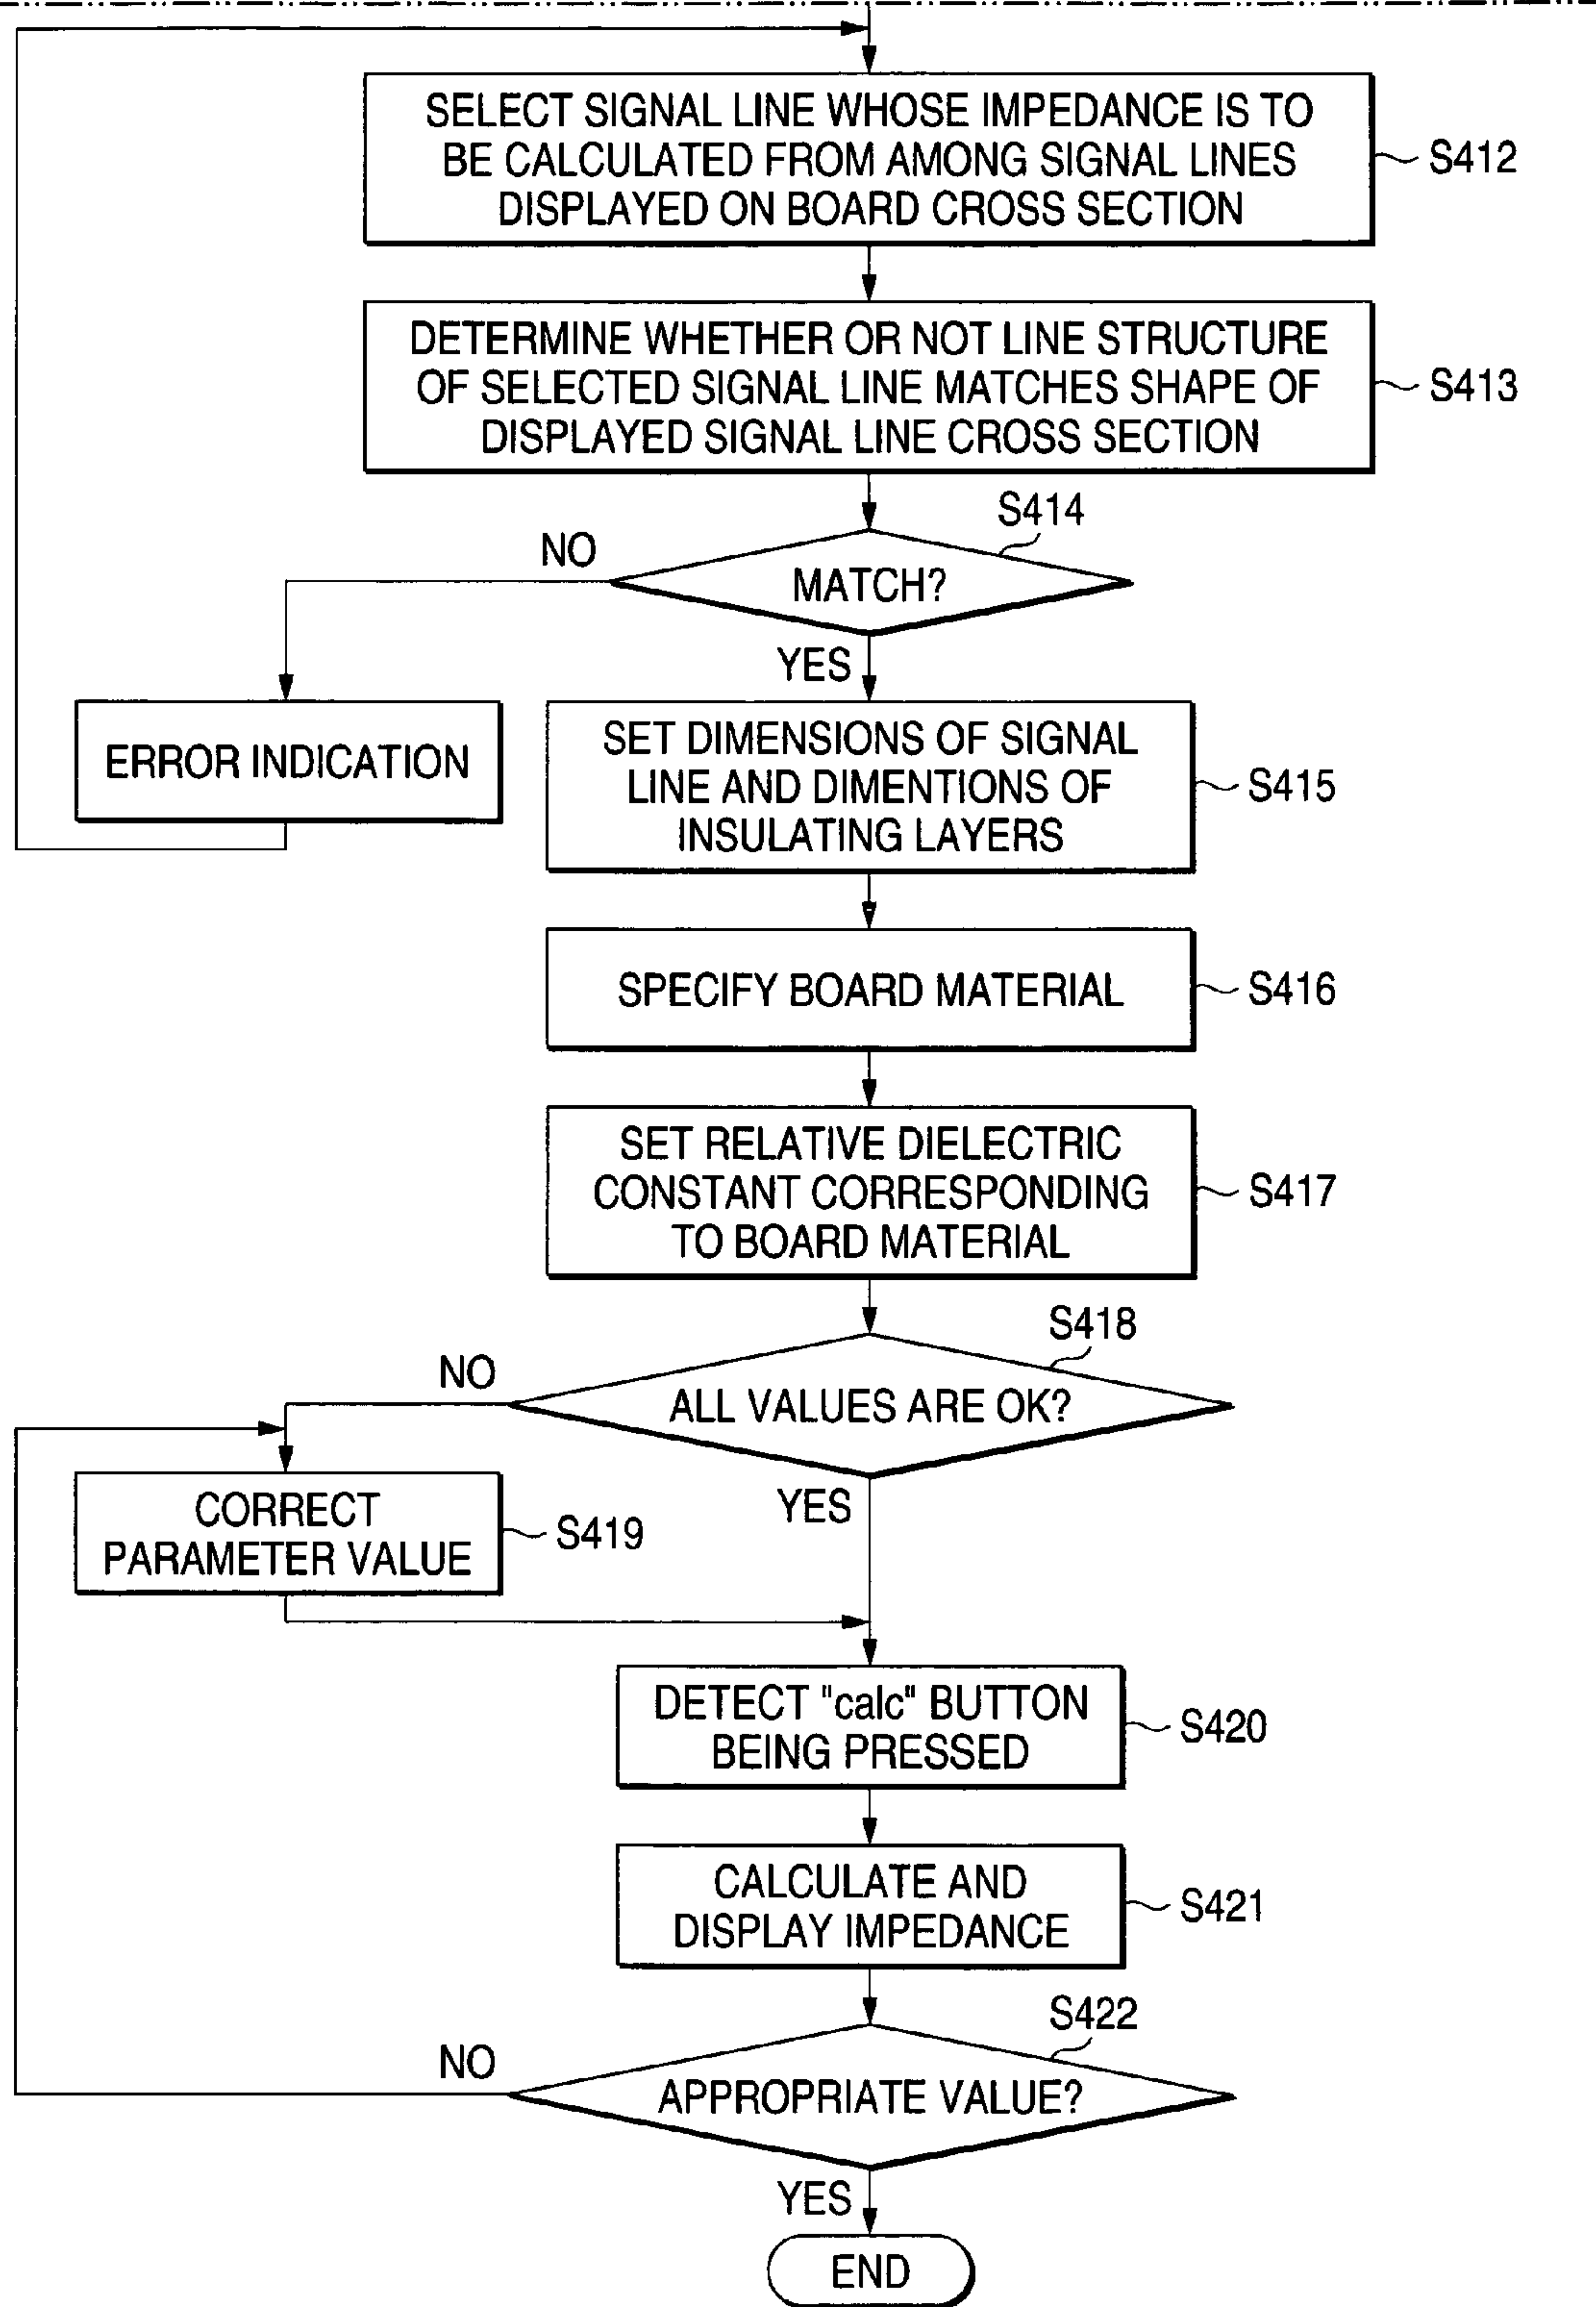 SELECT SIGNAL LINE WHOSE IMPEDANCE IS TO
BE CALCULATED FROM AMONG SIGNAL LINES
DISPLAYED ON BOARD CROSS SECTION
S412
DETERMINE WHETHER OR NOT LINE STRUCTURE
OF SELECTED SIGNAL LINE MATCHES SHAPE OF
DISPLAYED SIGNAL LINE CROSS SECTION
S413
S414
NO
MATCH?
YES
ERROR INDICATION
SET DIMENSIONS OF SIGNAL
LINE AND DIMENTIONS OF
INSULATING LAYERS
S415
SPECIFY BOARD MATERIAL
S416
SET RELATIVE DIELECTRIC
CONSTANT CORRESPONDING
TO BOARD MATERIAL
S417
S418
NO
ALL VALUES ARE OK?
YES
CORRECT
PARAMETER VALUE
S419
DETECT "calc" BUTTON
BEING PRESSED
S420
CALCULATE AND
DISPLAY IMPEDANCE
S421
S422
NO
APPROPRIATE VALUE?
YES
END